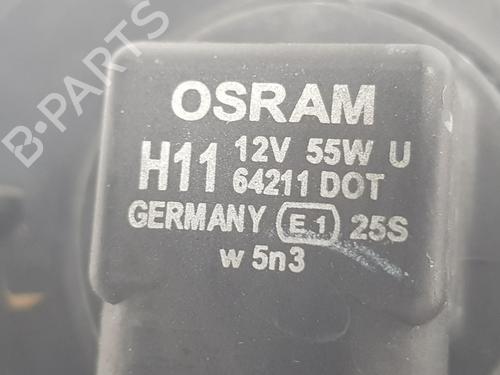 B-PARTS
OSRAM
H11 12V 55W U
64211 DOT
GERMANY E1 25S
w 5n3